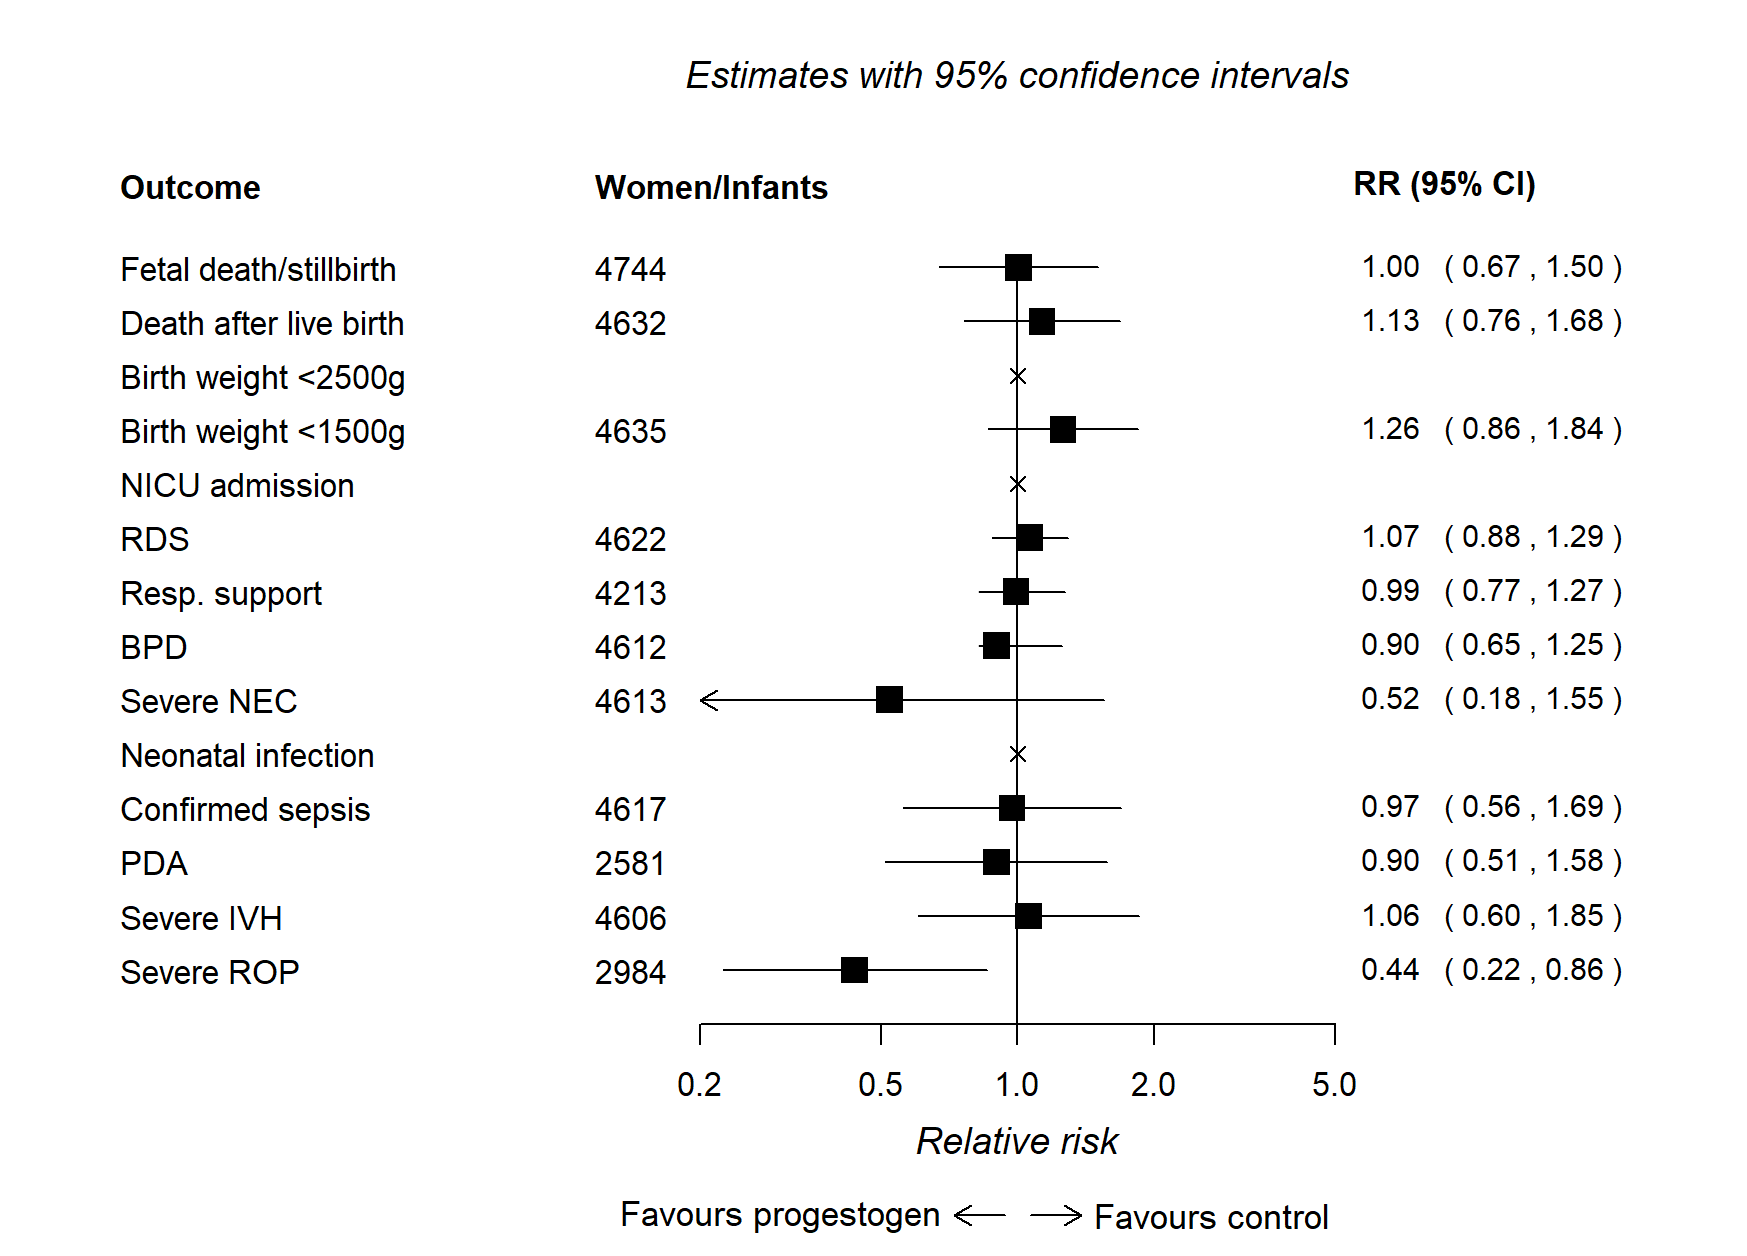 Estimates with 95% confidence intervals
Outcome Women/Infants RR (95% CI)
Fetal death/stillbirth 4744 1.00 ( 0.67 , 1.50 )
Death after live birth 4632 1.13 ( 0.76 , 1.68 )
Birth weight <2500g
Birth weight <1500g 4635 1.26 ( 0.86 , 1.84 )
NICU admission
RDS 4622 1.07 ( 0.88 , 1.29 )
Resp. support 4213 0.99 ( 0.77 , 1.27 )
BPD 4612 0.90 ( 0.65 , 1.25 )
Severe NEC 4613 0.52 ( 0.18 , 1.55 )
Neonatal infection
Confirmed sepsis 4617 0.97 ( 0.56 , 1.69 )
PDA 2581 0.90 ( 0.51 , 1.58 )
Severe IVH 4606 1.06 ( 0.60 , 1.85 )
Severe ROP 2984 0.44 ( 0.22 , 0.86 )
0.2 0.5 1.0 2.0 5.0
Relative risk
Favours progestogen Favours control